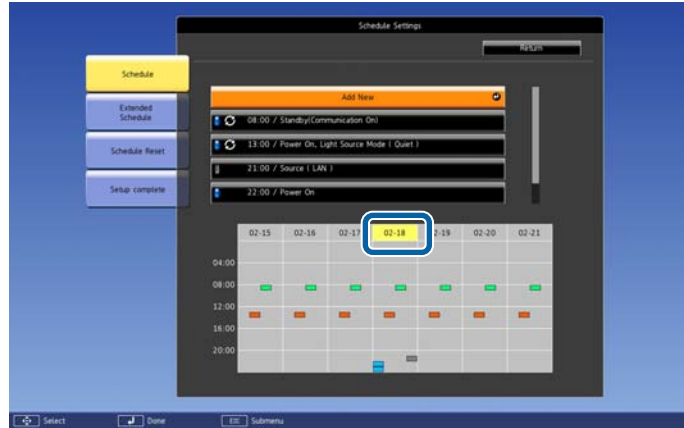 Schedule Settings
Return
Schedule
Extended
Schedule
Schedule Reset
Setup complete
Add New
08:00 / Standby(Communication On)
13:00 / Power On, Light Source Mode ( Quiet )
21:00 / Source ( LAN )
22:00 / Power On
02-15 02-16 02-17 02-18 02-19 02-20 02-21
04:00
08:00
12:00
16:00
20:00
Select Done Esc Submenu